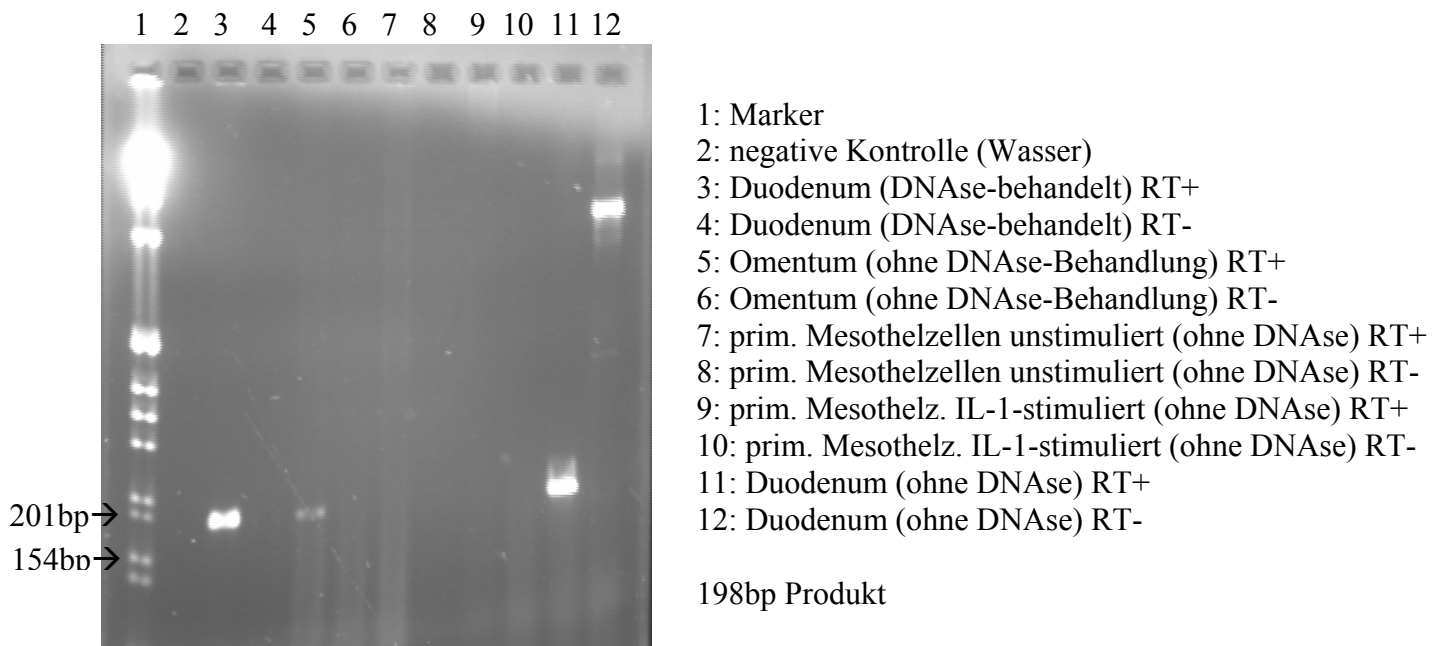 1 2 3 4 5 6 7 8 9 10 11 12
1: Marker
2: negative Kontrolle (Wasser)
3: Duodenum (DNAse-behandelt) RT+
4: Duodenum (DNAse-behandelt) RT-
5: Omentum (ohne DNAse-Behandlung) RT+
6: Omentum (ohne DNAse-Behandlung) RT-
7: prim. Mesothelzellen unstimuliert (ohne DNAse) RT+
8: prim. Mesothelzellen unstimuliert (ohne DNAse) RT-
9: prim. Mesothelz. IL-1-stimuliert (ohne DNAse) RT+
10: prim. Mesothelz. IL-1-stimuliert (ohne DNAse) RT-
11: Duodenum (ohne DNAse) RT+
12: Duodenum (ohne DNAse) RT-
201bp→
154bp→
198bp Produkt